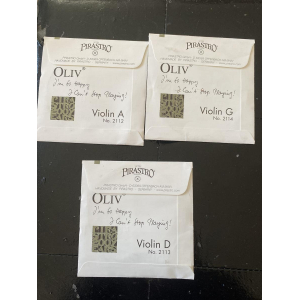 PIRASTRO
OLIV®
I'm so happy
I Can't Stop Playing!
Violin A
No. 2112
PIRASTRO
OLIV®
I'm so happy
I Can't Stop Playing!
Violin G
No. 2114
PIRASTRO
OLIV®
I'm so happy
I Can't Stop Playing!
Violin D
No. 2113